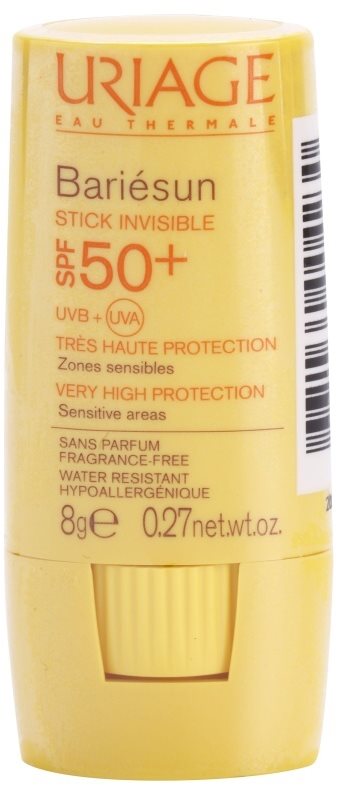 URIAGE
EAU THERMALE
Bariésun
STICK INVISIBLE
SPF 50+
UVB + UVA
TRÈS HAUTE PROTECTION
Zones sensibles
VERY HIGH PROTECTION
Sensitive areas
SANS PARFUM
FRAGRANCE-FREE
WATER RESISTANT
HYPOALLERGÉNIQUE
8g℮ 0.27net.wt.oz.